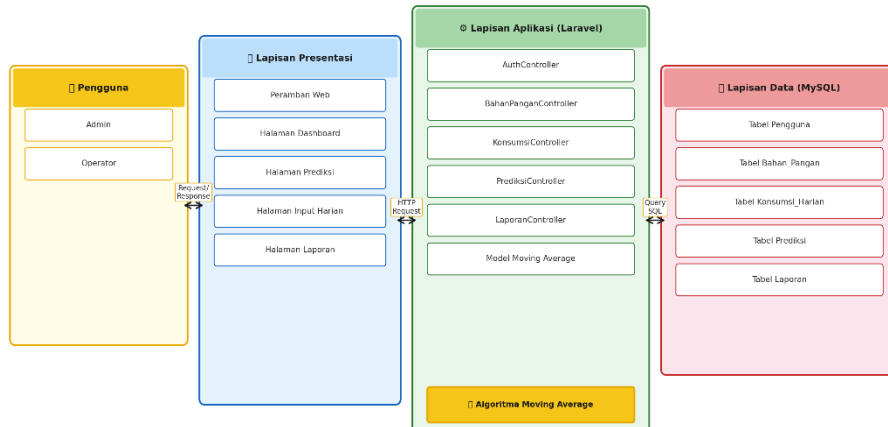 Pengguna
Admin
Operator
Request/
Response
Lapisan Presentasi
Peramban Web
Halaman Dashboard
Halaman Prediksi
Halaman Input Harian
Halaman Laporan
HTTP
Request
⚙ Lapisan Aplikasi (Laravel)
AuthController
BahanPanganController
KonsumsiController
PrediksiController
LaporanController
Model Moving Average
Algoritma Moving Average
Query
SQL
Lapisan Data (MySQL)
Tabel Pengguna
Tabel Bahan_Pangan
Tabel Konsumsi_Harian
Tabel Prediksi
Tabel Laporan